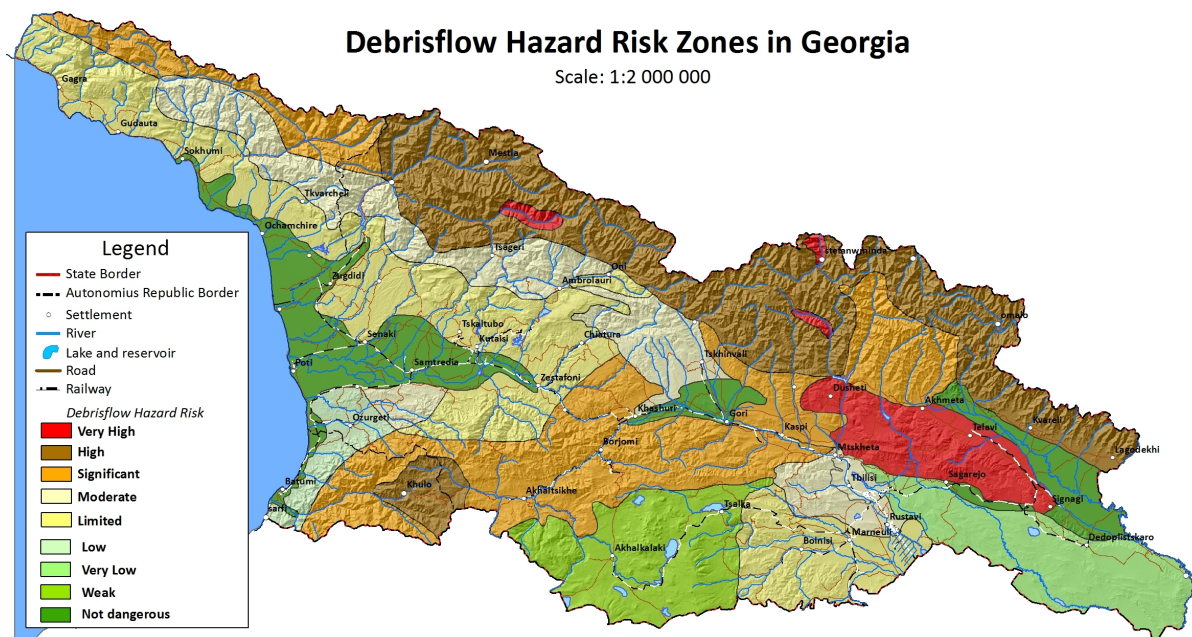 Debrisflow Hazard Risk Zones in Georgia
Scale: 1:2 000 000
Gagra
Gudauta
Sokhumi
Mestia
Tkvarcheli
Ochamchire
Tsageri
stefanwminda
Oni
Zugdidi
Ambrolauri
omalo
Senaki
Tskaltubo
Kutaisi
Chiatura
Tskhinvali
Poti
Samtredia
Zestafoni
Dusheti
Akhmeta
Ozurgeti
Khashuri
Gori
Kaspi
Telavi
Kvareli
Borjomi
Mtskheta
Lagodekhi
Batumi
Khulo
Akhaltsikhe
Tbilisi
Sagarejo
Signagi
sarfi
Tsalka
Rustavi
Akhalkalaki
Bolnisi
Marneuli
Dedoplistskaro
Legend
State Border
Autonomius Republic Border
Settlement
River
Lake and reservoir
Road
Railway
Debrisflow Hazard Risk
Very High
High
Significant
Moderate
Limited
Low
Very Low
Weak
Not dangerous